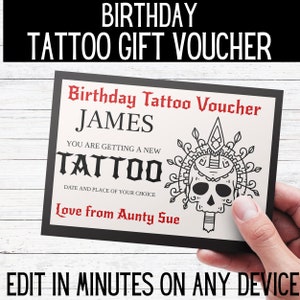 BIRTHDAY
TATTOO GIFT VOUCHER
Birthday Tattoo Voucher
JAMES
YOU ARE GETTING A NEW
TATTOO
DATE AND PLACE OF YOUR CHOICE
Love from Aunty Sue
EDIT IN MINUTES ON ANY DEVICE